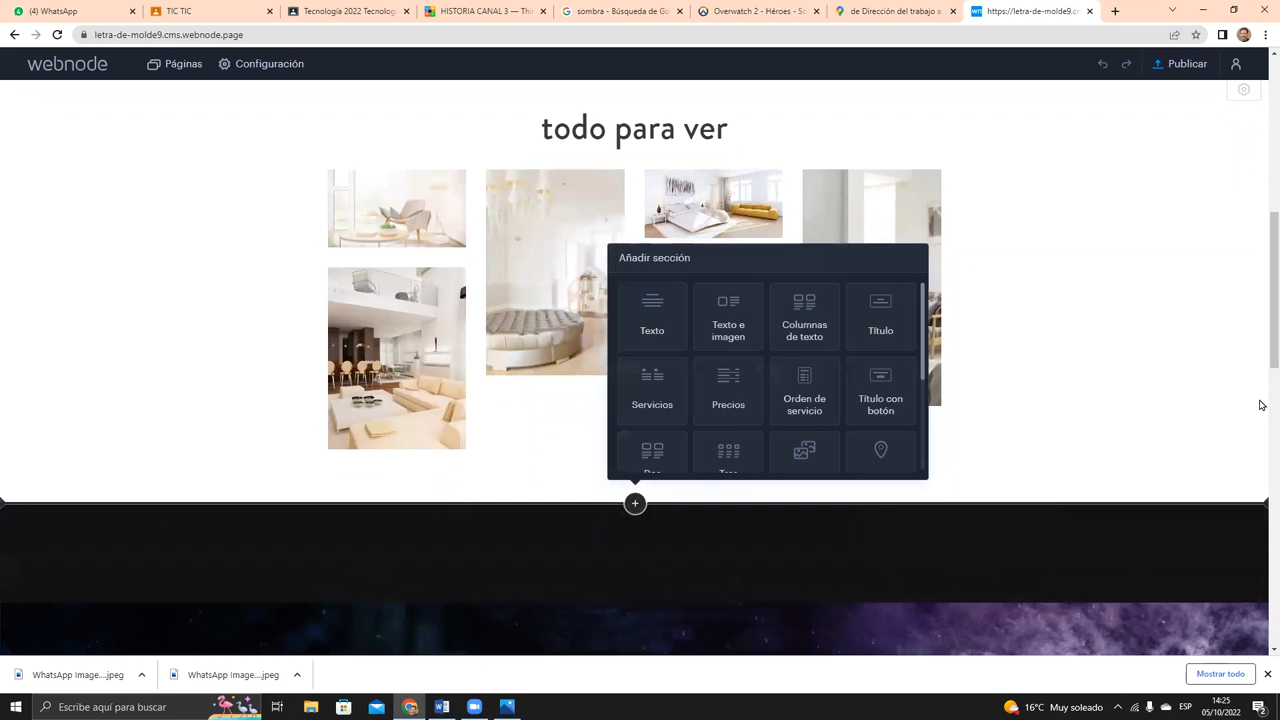 (4) WhatsApp
TIC TIC
Tecnología 2022 Tecnolog
HISTORIA CANAL 3 — Thi
sombra - Búsqueda de Go
Overwatch 2 - Héroes - So
de Dirección del trabajo a
https://letra-de-molde9.cm
letra-de-molde9.cms.webnode.page
webnode
Páginas
Configuración
Publicar
todo para ver
Añadir sección
Texto
Texto e
imagen
Columnas
de texto
Título
Servicios
Precios
Orden de
servicio
Título con
botón
WhatsApp Image....jpeg
WhatsApp Image....jpeg
Mostrar todo
Escribe aquí para buscar
16°C Muy soleado
ESP
14:25
05/10/2022
2